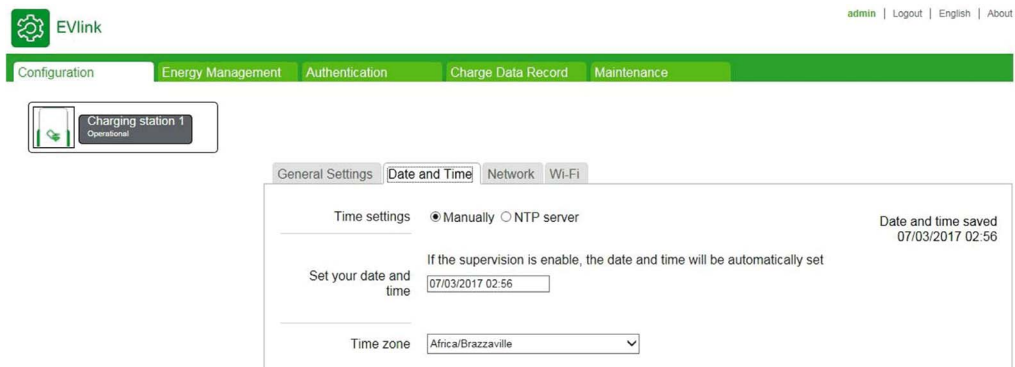 EVlink
admin | Logout | English | About
Configuration Energy Management Authentication Charge Data Record Maintenance
Charging station 1
Operational
General Settings Date and Time Network Wi-Fi
Time settings Manually NTP server
Date and time saved
07/03/2017 02:56
If the supervision is enable, the date and time will be automatically set
Set your date and
time
07/03/2017 02:56
Time zone Africa/Brazzaville